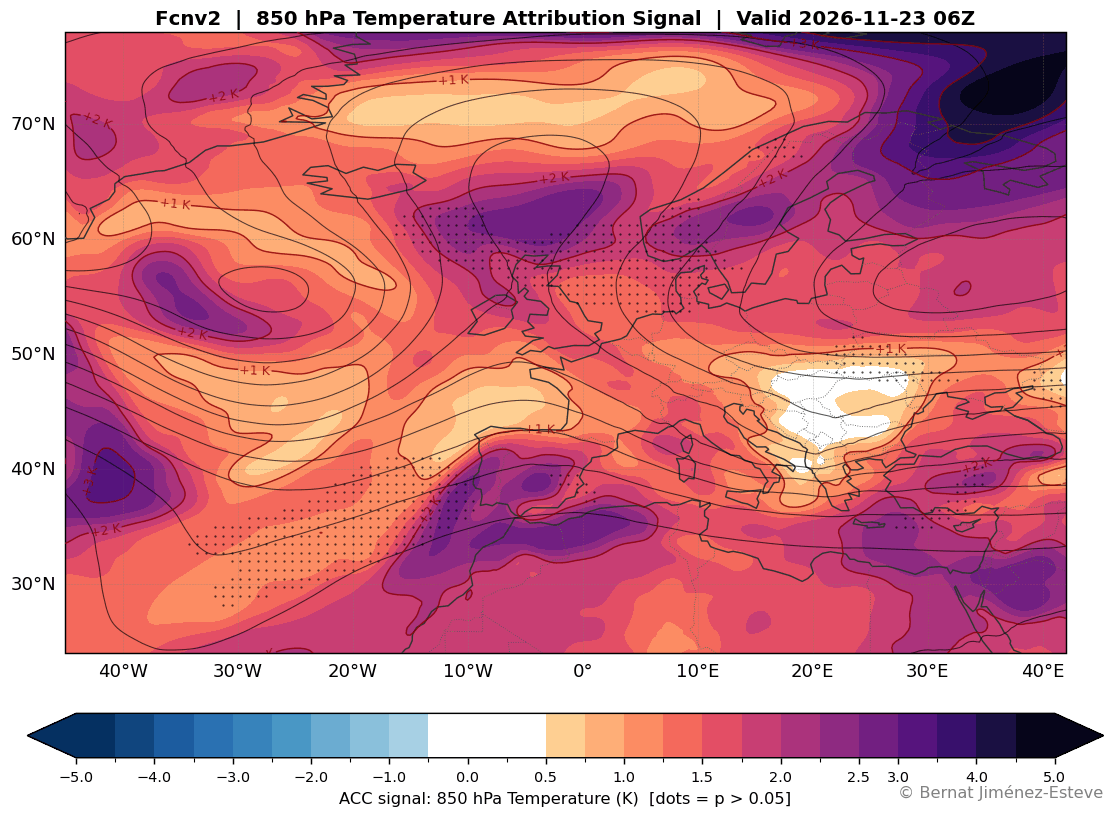 Fcnv2 | 850 hPa Temperature Attribution Signal | Valid 2026-11-23 06Z
+1 K
+2 K
+2 K
+2 K
+2 K
+1 K
+2 K
+1 K
+1 K
+1 K
+2 K
+3 K
+2 K
70°N
60°N
50°N
40°N
30°N
40°W 30°W 20°W 10°W 0° 10°E 20°E 30°E 40°E
−5.0 −4.0 −3.0 −2.0 −1.0 0.0 0.5 1.0 1.5 2.0 2.5 3.0 4.0 5.0
ACC signal: 850 hPa Temperature (K) [dots = p > 0.05]
© Bernat Jiménez-Esteve